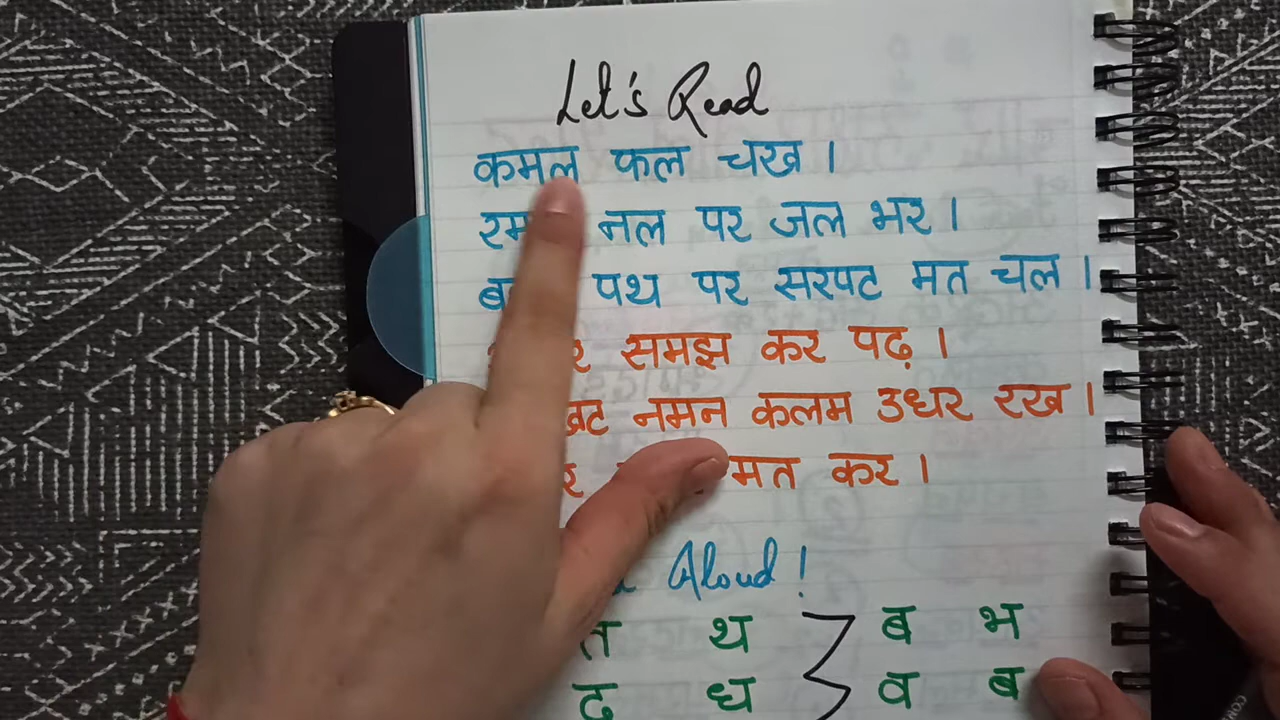 Let's Read
कमल फल चख।
नल पर जल भर।
पथ पर सरपट मत चल।
समझ कर पढ़।
नमन कलम उधर रख।
मत कर।
Aloud!
त थ ब भ
द ध व ब